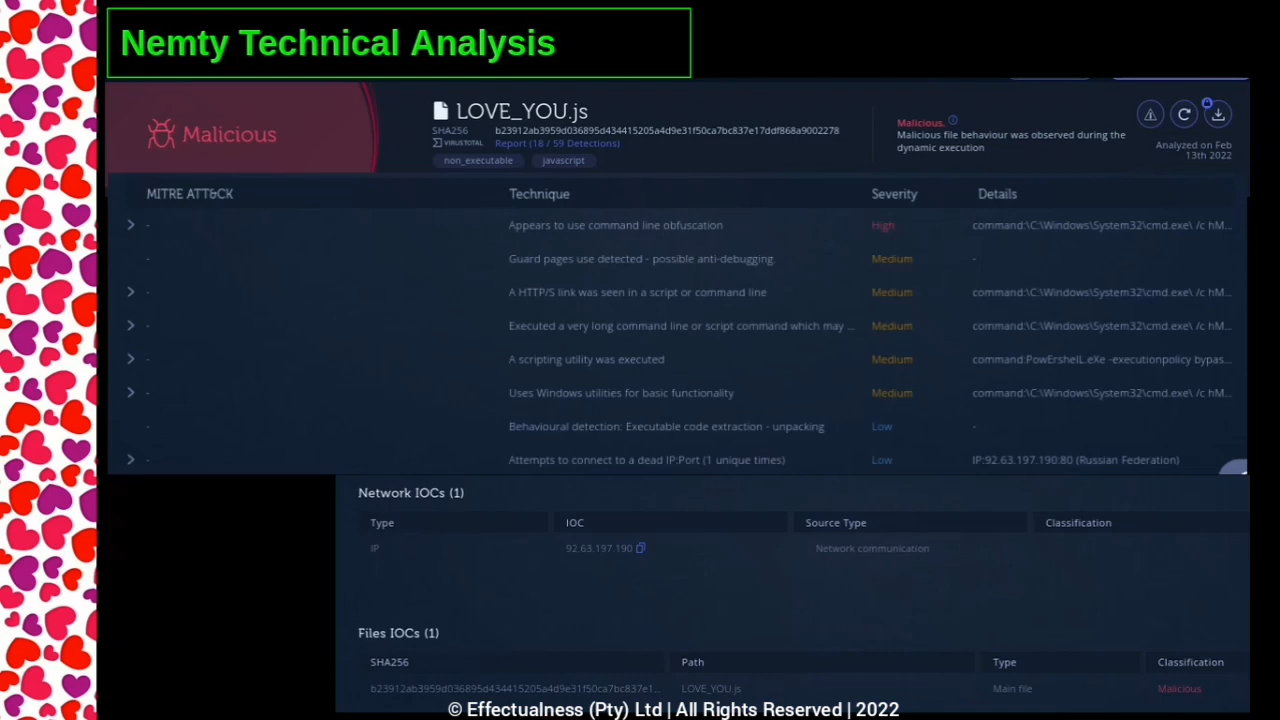 Nemty Technical Analysis
Malicious
LOVE_YOU.js
SHA256 b23912ab3959d036895d434415205a4d9e31f50ca7bc837e17ddf868a9002278
VIRUSTOTAL Report (18 / 59 Detections)
non_executable javascript
Malicious.
Malicious file behaviour was observed during the
dynamic execution
Analyzed on Feb
13th 2022
MITRE ATT&CK Technique Severity Details
- Appears to use command line obfuscation High command:\C:\Windows\System32\cmd.exe\ /c hM...
- Guard pages use detected - possible anti-debugging. Medium -
- A HTTP/S link was seen in a script or command line Medium command:\C:\Windows\System32\cmd.exe\ /c hM...
- Executed a very long command line or script command which may ... Medium command:\C:\Windows\System32\cmd.exe\ /c hM...
- A scripting utility was executed Medium command:PowErshelL.eXe -executionpolicy bypas...
- Uses Windows utilities for basic functionality Medium command:\C:\Windows\System32\cmd.exe\ /c hM...
- Behavioural detection: Executable code extraction - unpacking Low -
- Attempts to connect to a dead IP:Port (1 unique times) Low IP:92.63.197.190:80 (Russian Federation)
Network IOCs (1)
Type IOC Source Type Classification
IP 92.63.197.190 Network communication
Files IOCs (1)
SHA256 Path Type Classification
b23912ab3959d036895d434415205a4d9e31f50ca7bc837e1... LOVE_YOU.js Main file Malicious
© Effectualness (Pty) Ltd | All Rights Reserved | 2022